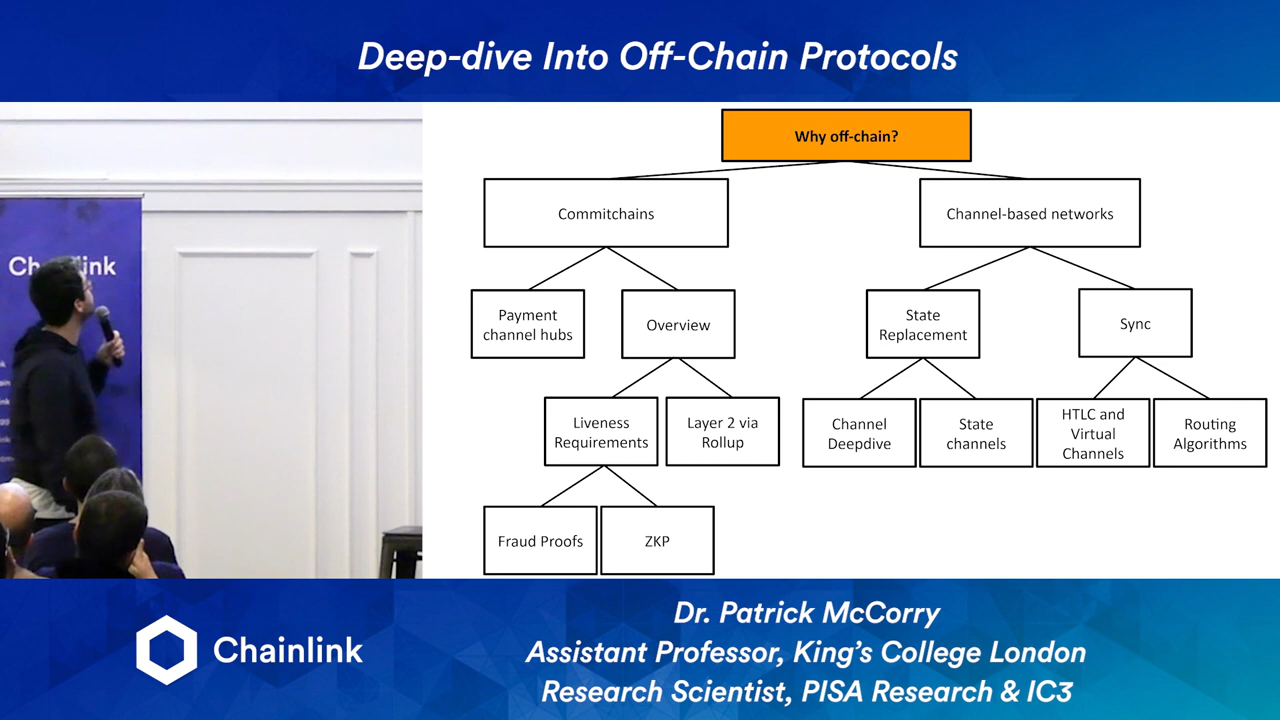 Deep-dive Into Off-Chain Protocols
Why off-chain?
Commitchains
Channel-based networks
Payment
channel hubs
Overview
State
Replacement
Sync
Liveness
Requirements
Layer 2 via
Rollup
Channel
Deepdive
State
channels
HTLC and
Virtual
Channels
Routing
Algorithms
Fraud Proofs
ZKP
Chainlink
Dr. Patrick McCorry
Assistant Professor, King's College London
Research Scientist, PISA Research & IC3